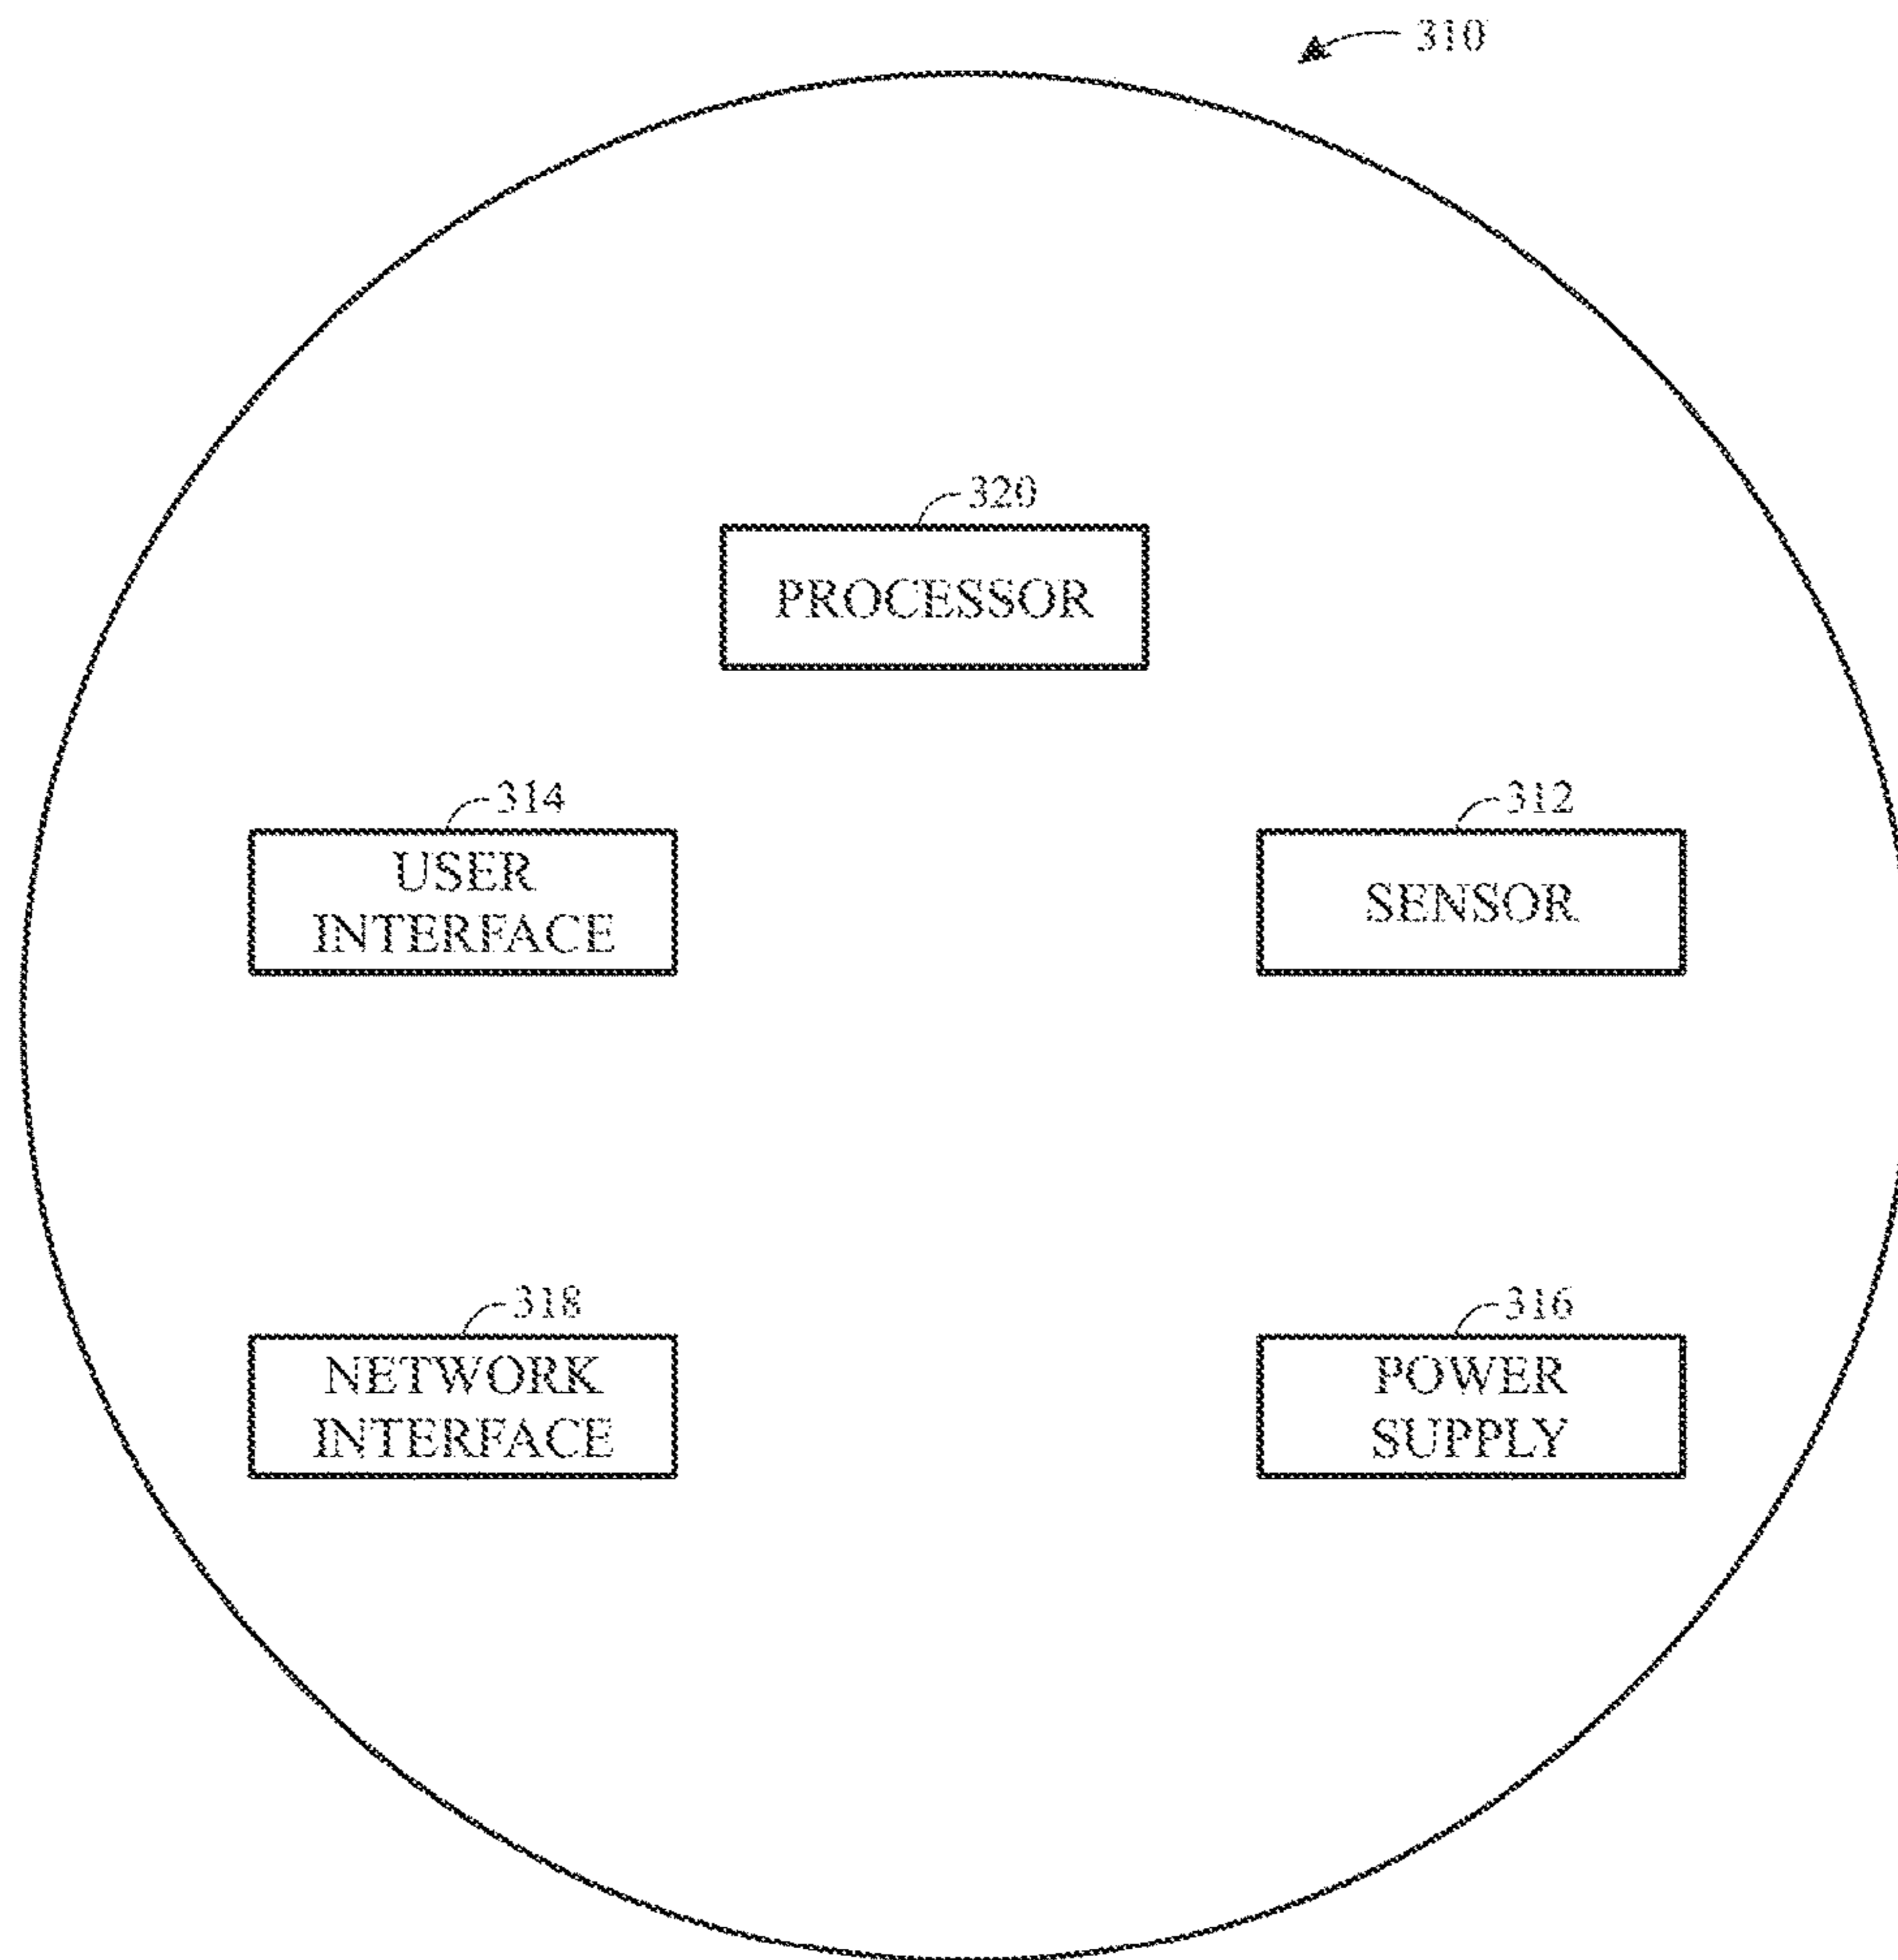 310
320
PROCESSOR
314
USER
INTERFACE
312
SENSOR
318
NETWORK
INTERFACE
316
POWER
SUPPLY